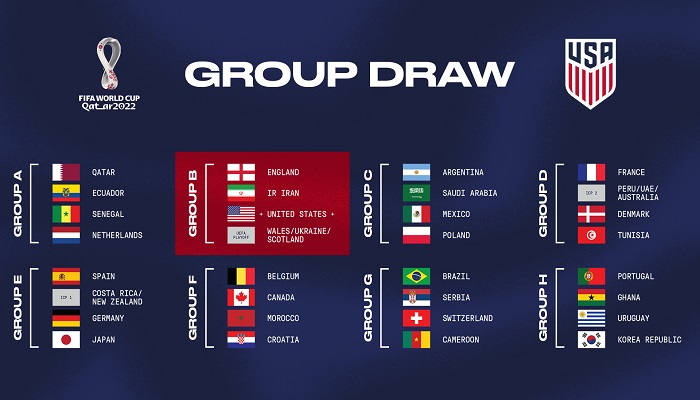 FIFA WORLD CUP
Qatar2022
GROUP DRAW
USA
GROUP A
QATAR
ECUADOR
SENEGAL
NETHERLANDS
GROUP B
ENGLAND
IR IRAN
+ UNITED STATES +
UEFA
PLAYOFF
WALES/UKRAINE/
SCOTLAND
GROUP C
ARGENTINA
SAUDI ARABIA
MEXICO
POLAND
GROUP D
FRANCE
ICP 2
PERU/UAE/
AUSTRALIA
DENMARK
TUNISIA
GROUP E
SPAIN
ICP 1
COSTA RICA/
NEW ZEALAND
GERMANY
JAPAN
GROUP F
BELGIUM
CANADA
MOROCCO
CROATIA
GROUP G
BRAZIL
SERBIA
SWITZERLAND
CAMEROON
GROUP H
PORTUGAL
GHANA
URUGUAY
KOREA REPUBLIC